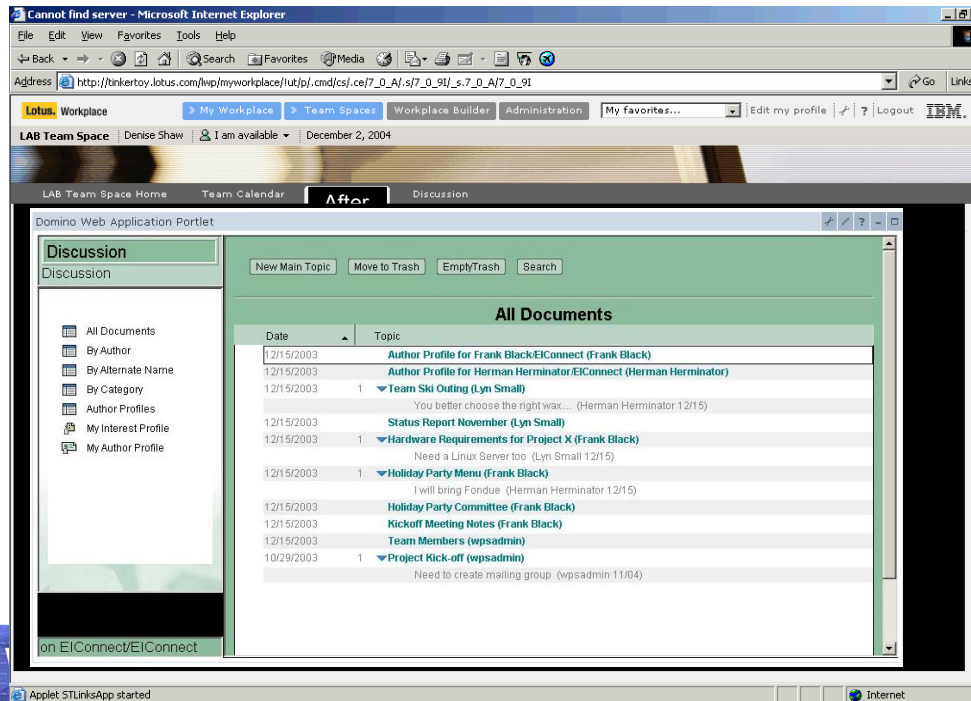 Cannot find server - Microsoft Internet Explorer
File Edit View Favorites Tools Help
Back Search Favorites Media
Address http://tinkertoy.lotus.com/lwp/myworkplace/!ut/p/.cmd/cs/.ce/7_0_A/.s/7_0_9I/_s.7_0_A/7_0_9I Go Links
Lotus. Workplace My Workplace Team Spaces Workplace Builder Administration My favorites... Edit my profile ? Logout IBM.
LAB Team Space Denise Shaw I am available December 2, 2004
LAB Team Space Home Team Calendar After Discussion
Domino Web Application Portlet ?
Discussion
Discussion
New Main Topic Move to Trash EmptyTrash Search
All Documents
By Author
By Alternate Name
By Category
Author Profiles
My Interest Profile
My Author Profile
on EIConnect/EIConnect
All Documents
Date Topic
12/15/2003 Author Profile for Frank Black/EIConnect (Frank Black)
12/15/2003 Author Profile for Herman Herminator/EIConnect (Herman Herminator)
12/15/2003 1 Team Ski Outing (Lyn Small)
You better choose the right wax.... (Herman Herminator 12/15)
12/15/2003 Status Report November (Lyn Small)
12/15/2003 1 Hardware Requirements for Project X (Frank Black)
Need a Linux Server too (Lyn Small 12/15)
12/15/2003 1 Holiday Party Menu (Frank Black)
I will bring Fondue (Herman Herminator 12/15)
12/15/2003 Holiday Party Committee (Frank Black)
12/15/2003 Kickoff Meeting Notes (Frank Black)
12/15/2003 Team Members (wpsadmin)
10/29/2003 1 Project Kick-off (wpsadmin)
Need to create mailing group (wpsadmin 11/04)
Applet STLinksApp started Internet